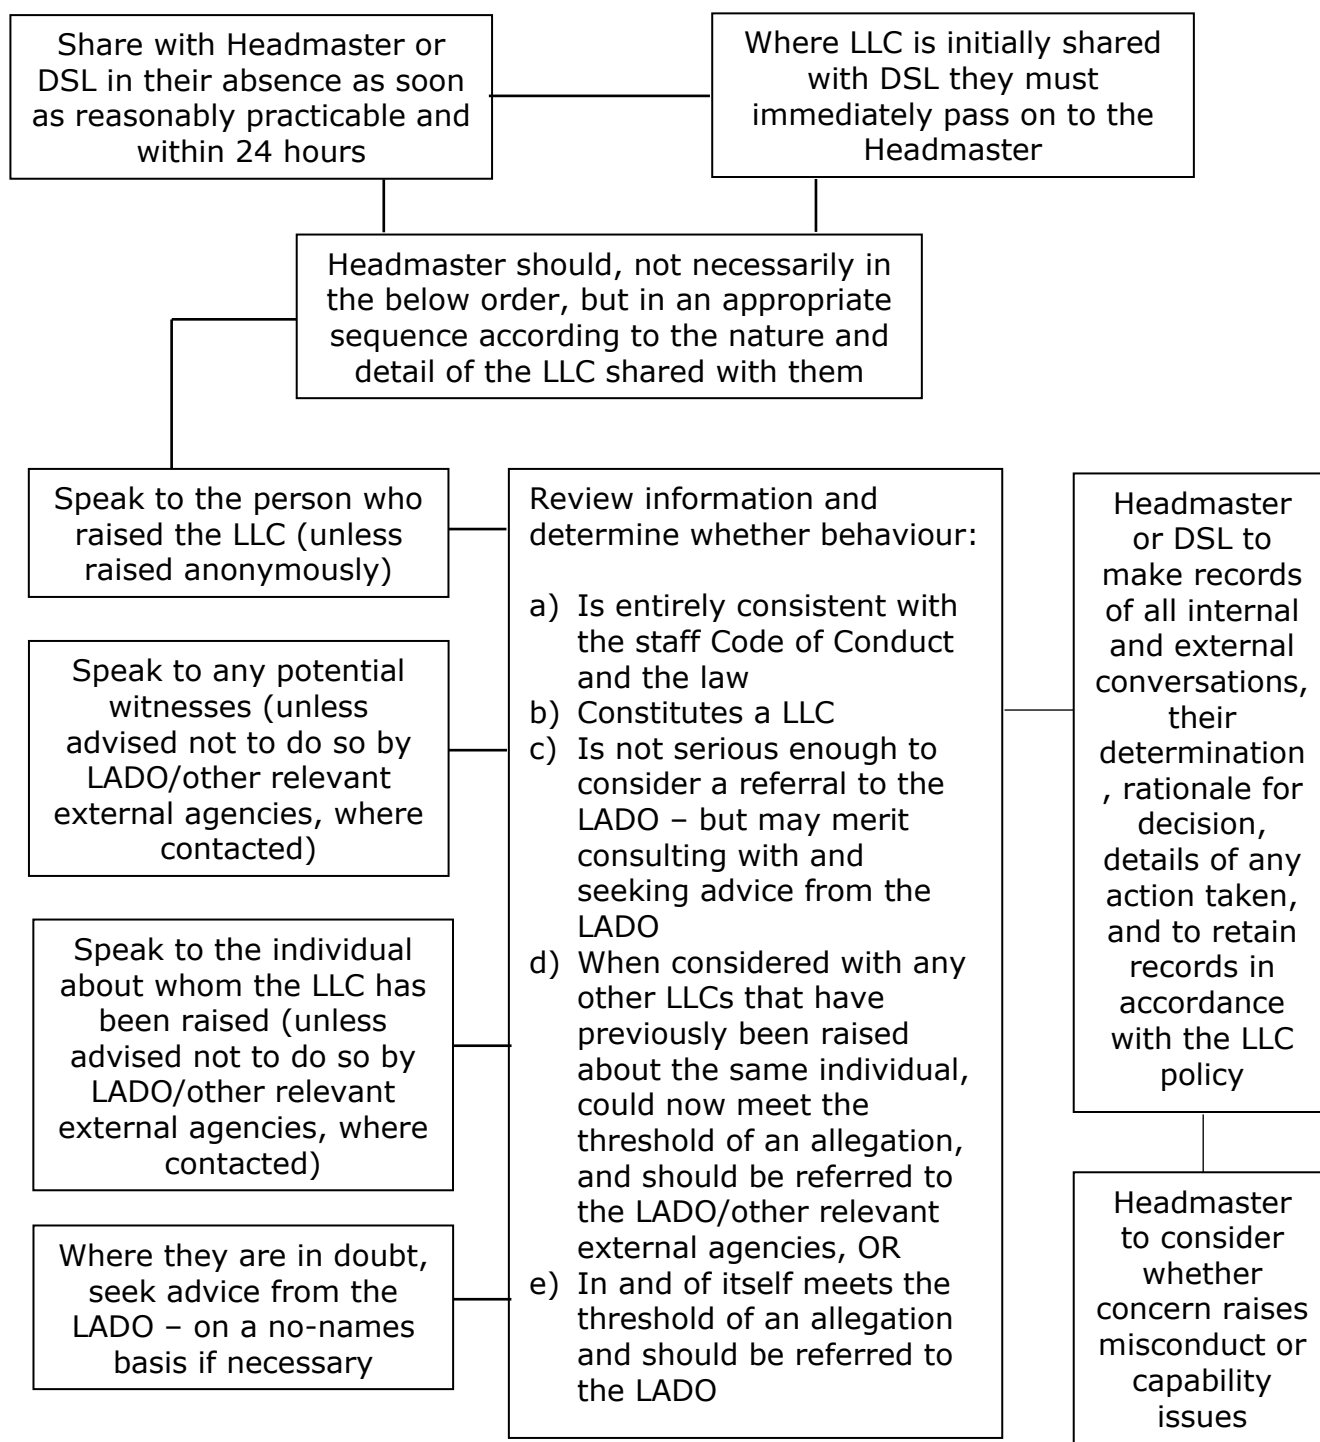 Share with Headmaster or
DSL in their absence as soon
as reasonably practicable and
within 24 hours
Where LLC is initially shared
with DSL they must
immediately pass on to the
Headmaster
Headmaster should, not necessarily in
the below order, but in an appropriate
sequence according to the nature and
detail of the LLC shared with them
Speak to the person who
raised the LLC (unless
raised anonymously)
Speak to any potential
witnesses (unless
advised not to do so by
LADO/other relevant
external agencies, where
contacted)
Speak to the individual
about whom the LLC has
been raised (unless
advised not to do so by
LADO/other relevant
external agencies, where
contacted)
Where they are in doubt,
seek advice from the
LADO – on a no-names
basis if necessary
Review information and
determine whether behaviour:
a) Is entirely consistent with
the staff Code of Conduct
and the law
b) Constitutes a LLC
c) Is not serious enough to
consider a referral to the
LADO – but may merit
consulting with and
seeking advice from the
LADO
d) When considered with any
other LLCs that have
previously been raised
about the same individual,
could now meet the
threshold of an allegation,
and should be referred to
the LADO/other relevant
external agencies, OR
e) In and of itself meets the
threshold of an allegation
and should be referred to
the LADO
Headmaster
or DSL to
make records
of all internal
and external
conversations,
their
determination
, rationale for
decision,
details of any
action taken,
and to retain
records in
accordance
with the LLC
policy
Headmaster
to consider
whether
concern raises
misconduct or
capability
issues